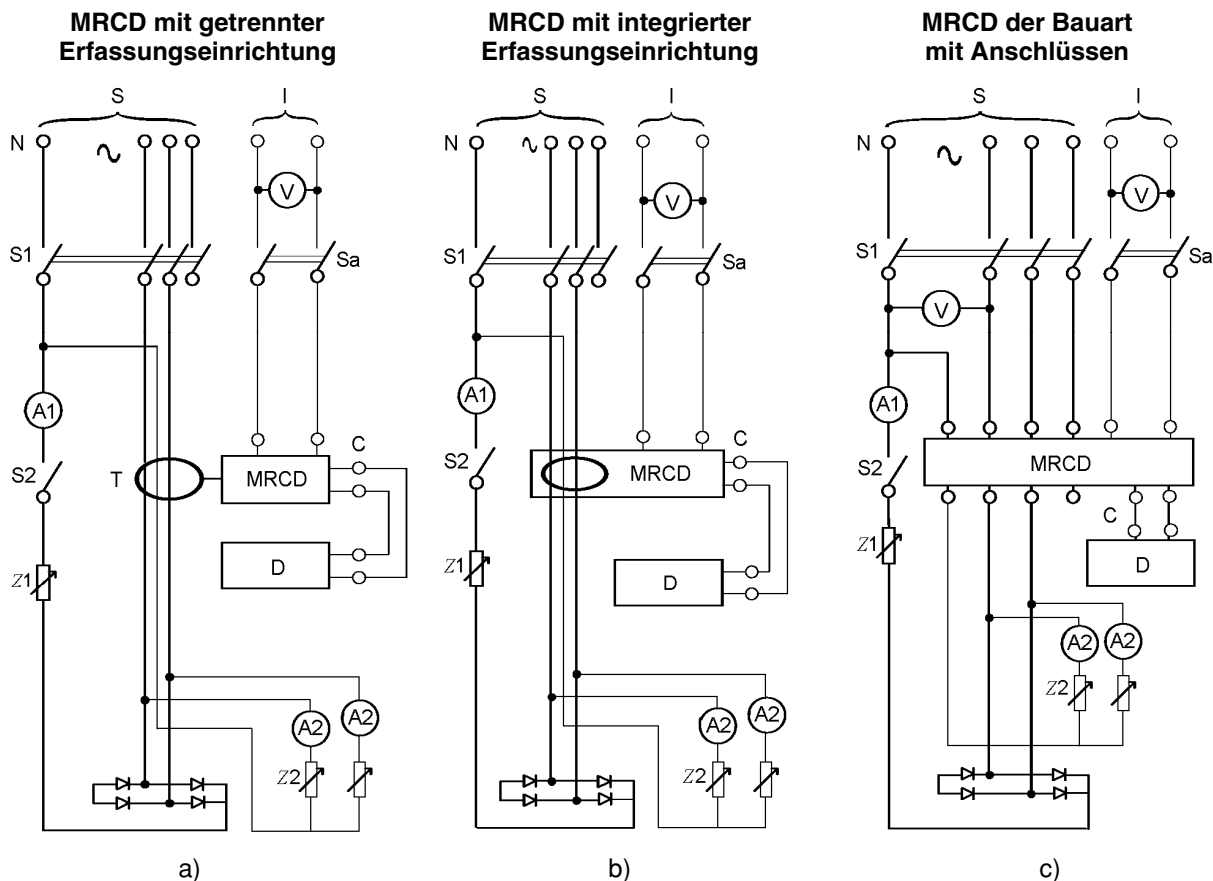 MRCD mit getrennter
Erfassungseinrichtung
S
I
N
V
S1
Sa
A1
S2
T
C
MRCD
Z1
D
A2
A2
Z2
a)
MRCD mit integrierter
Erfassungseinrichtung
S
I
N
V
S1
Sa
A1
S2
C
MRCD
Z1
D
A2
A2
Z2
b)
MRCD der Bauart
mit Anschlüssen
S
I
N
V
S1
Sa
V
A1
S2
MRCD
C
Z1
D
A2
A2
Z2
c)